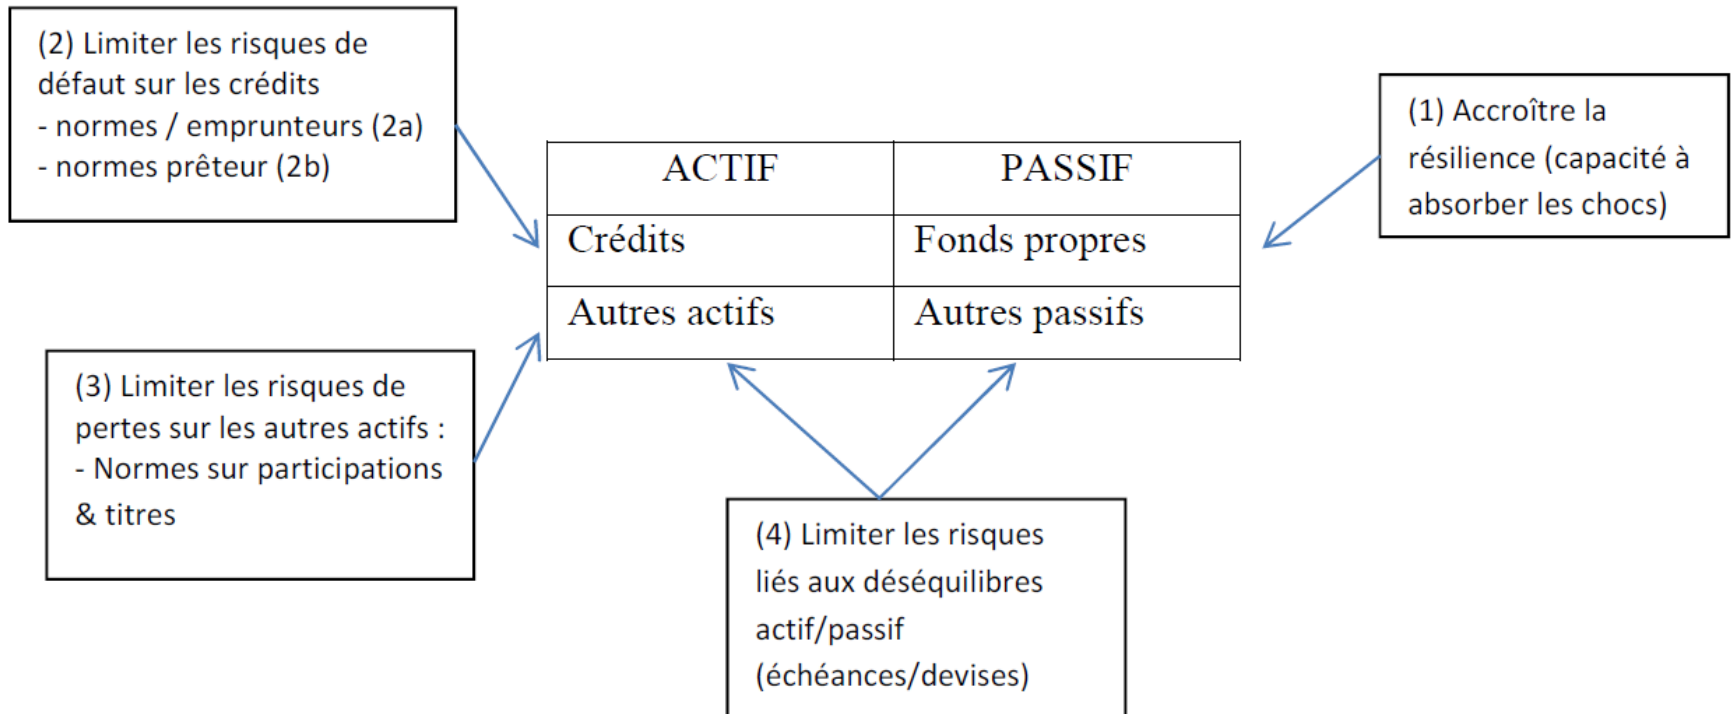 (2) Limiter les risques de
défaut sur les crédits
- normes / emprunteurs (2a)
- normes prêteur (2b)
(1) Accroître la
résilience (capacité à
absorber les chocs)
ACTIF
PASSIF
Crédits
Fonds propres
Autres actifs
Autres passifs
(3) Limiter les risques de
pertes sur les autres actifs :
- Normes sur participations
& titres
(4) Limiter les risques
liés aux déséquilibres
actif/passif
(échéances/devises)